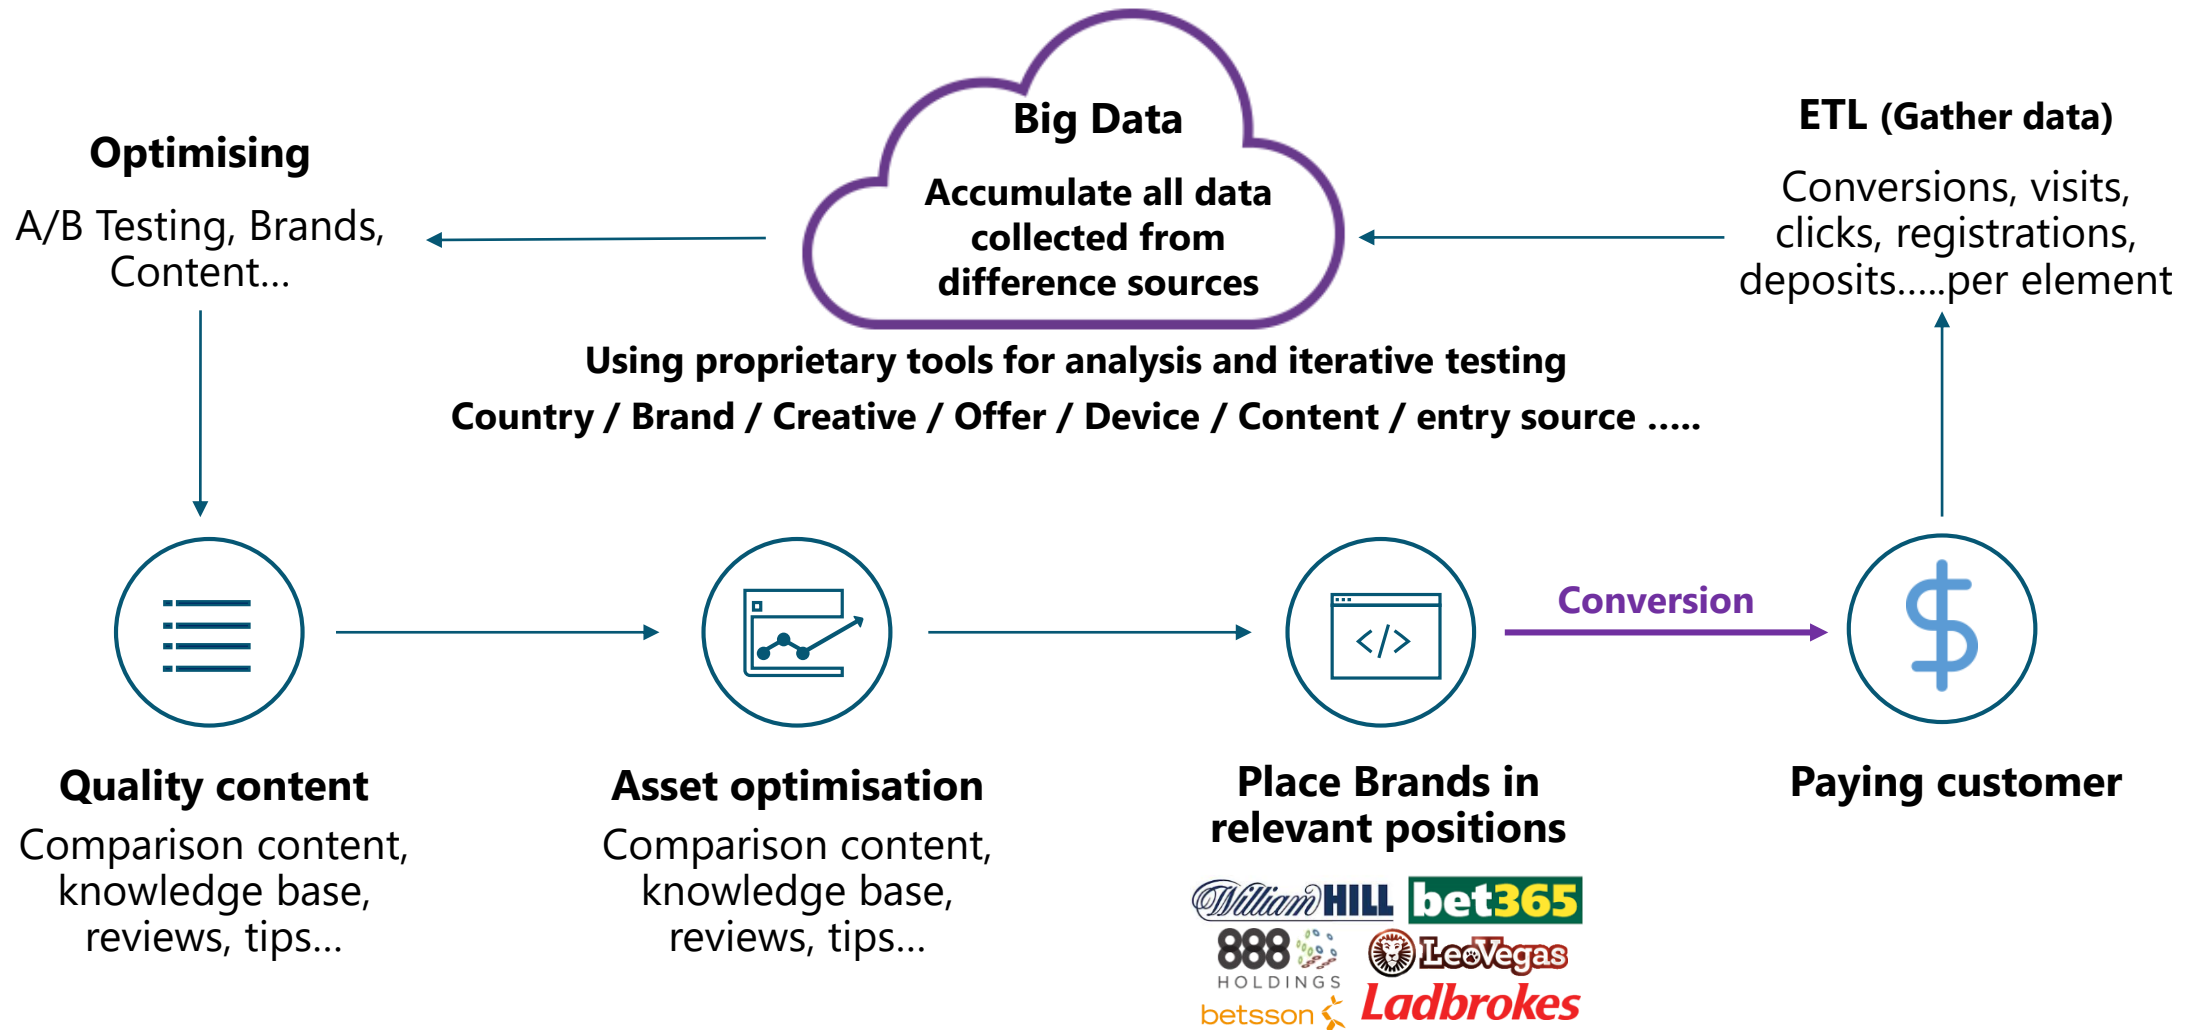 Big Data
Accumulate all data
collected from
difference sources
ETL (Gather data)
Conversions, visits,
clicks, registrations,
deposits.....per element
Optimising
A/B Testing, Brands,
Content...
Using proprietary tools for analysis and iterative testing
Country / Brand / Creative / Offer / Device / Content / entry source .....
</>
Conversion
$
Quality content
Comparison content,
knowledge base,
reviews, tips...
Asset optimisation
Comparison content,
knowledge base,
reviews, tips...
Place Brands in
relevant positions
William HILL
bet365
888
HOLDINGS
LeoVegas
betsson
Ladbrokes
Paying customer